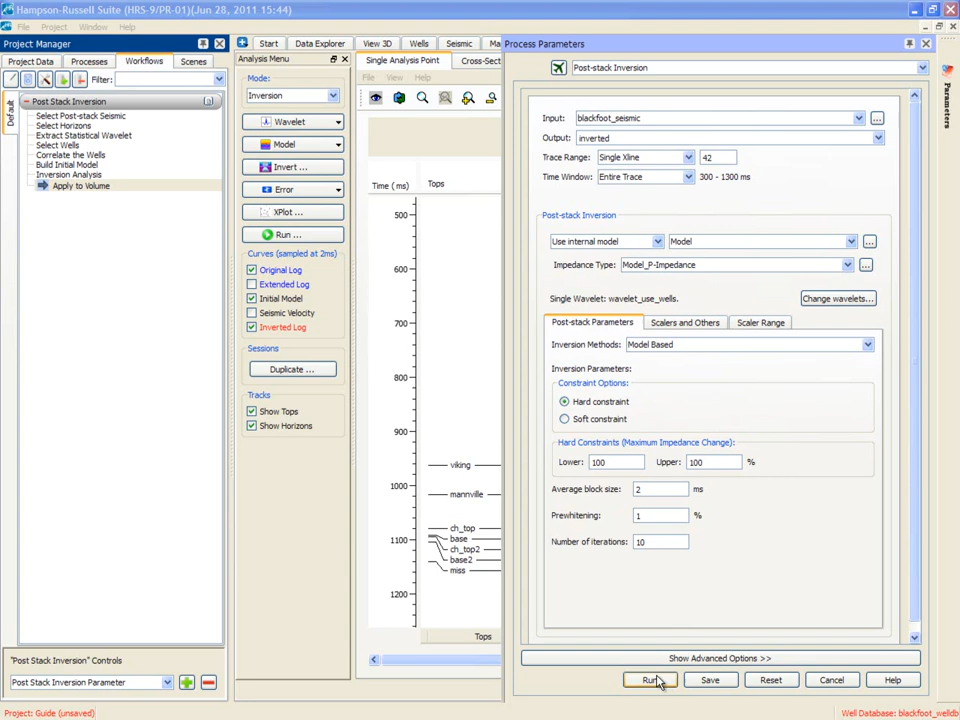 Hampson-Russell Suite (HRS-9/PR-01)(Jun 28, 2011 15:44)
File Project Window Help
Project Manager
Project Data Processes Workflows Scenes
Filter:
Default
Post Stack Inversion
Select Post-stack Seismic
Select Horizons
Extract Statistical Wavelet
Select Wells
Correlate the Wells
Build Initial Model
Inversion Analysis
Apply to Volume
"Post Stack Inversion" Controls
Post Stack Inversion Parameter
Project: Guide (unsaved)
Start Data Explorer View 3D Wells Seismic Ma
Analysis Menu
Mode:
Inversion
Wavelet
Model
Invert ...
Error
XPlot ...
Run ...
Curves (sampled at 2ms)
Original Log
Extended Log
Initial Model
Seismic Velocity
Inverted Log
Sessions
Duplicate ...
Tracks
Show Tops
Show Horizons
Single Analysis Point Cross-Sect
File View Help
Time (ms) Tops
500
600
700
800
900
viking
1000
mannville
ch_top
base
1100
ch_top2
base2
miss
1200
Tops
Process Parameters
Post-stack Inversion
Input: blackfoot_seismic ...
Output: inverted
Trace Range: Single Xline 42
Time Window: Entire Trace 300 - 1300 ms
Post-stack Inversion
Use internal model Model ...
Impedance Type: Model_P-Impedance ...
Single Wavelet: wavelet_use_wells. Change wavelets...
Post-stack Parameters Scalers and Others Scaler Range
Inversion Methods: Model Based
Inversion Parameters:
Constraint Options:
Hard constraint
Soft constraint
Hard Constraints (Maximum Impedance Change):
Lower: 100 Upper: 100 %
Average block size: 2 ms
Prewhitening: 1 %
Number of iterations: 10
Show Advanced Options >>
Run Save Reset Cancel Help
Parameters
Well Database: blackfoot_welldb